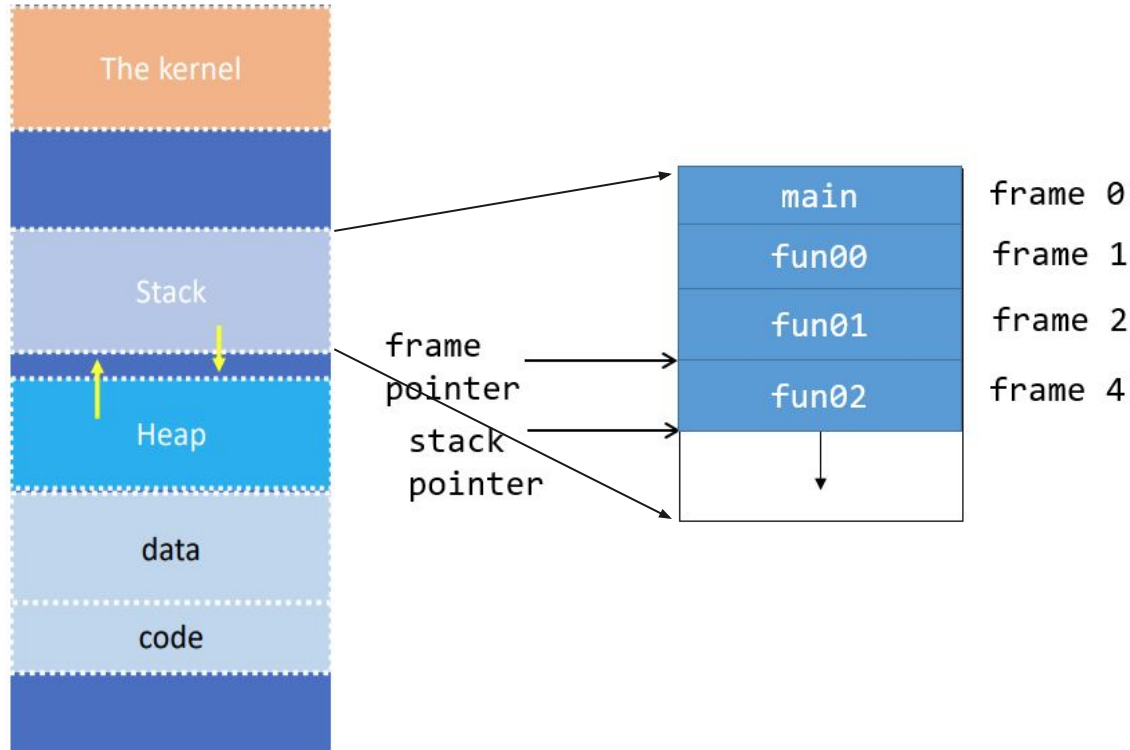 The kernel
Stack
Heap
data
code
frame
pointer
stack
pointer
main
frame 0
fun00
frame 1
fun01
frame 2
fun02
frame 4